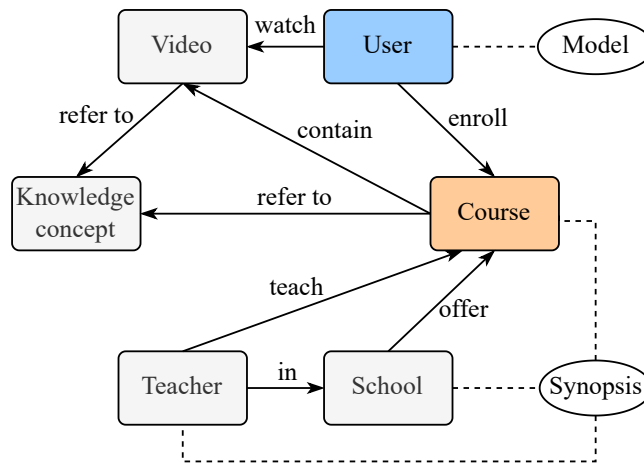 watch
Video
User
Model
refer to
contain
enroll
Knowledge
concept
refer to
Course
teach
offer
Teacher
in
School
Synopsis